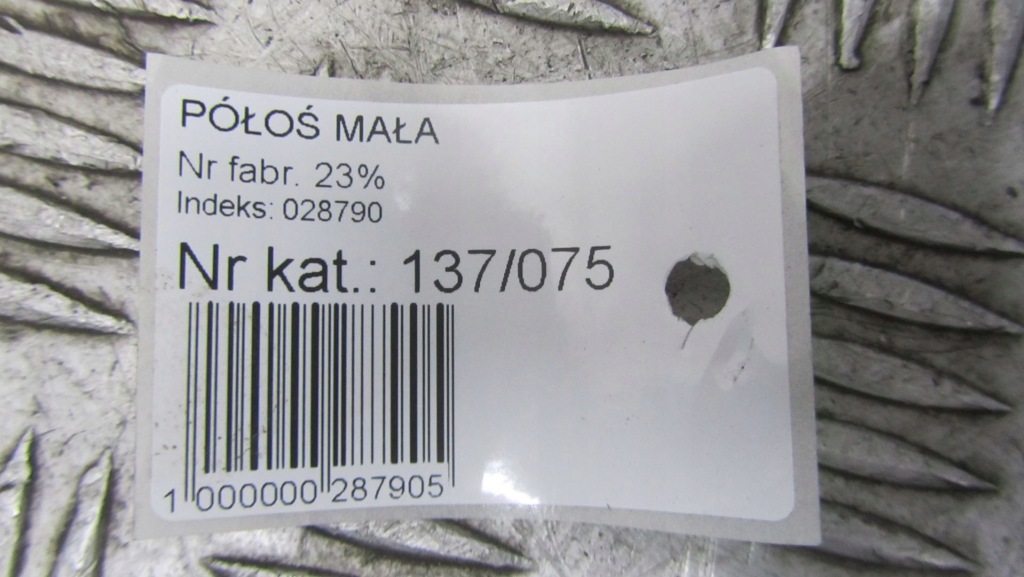 PÓŁOŚ MAŁA
Nr fabr. 23%
Indeks: 028790
Nr kat.: 137/075
1 000000 287905